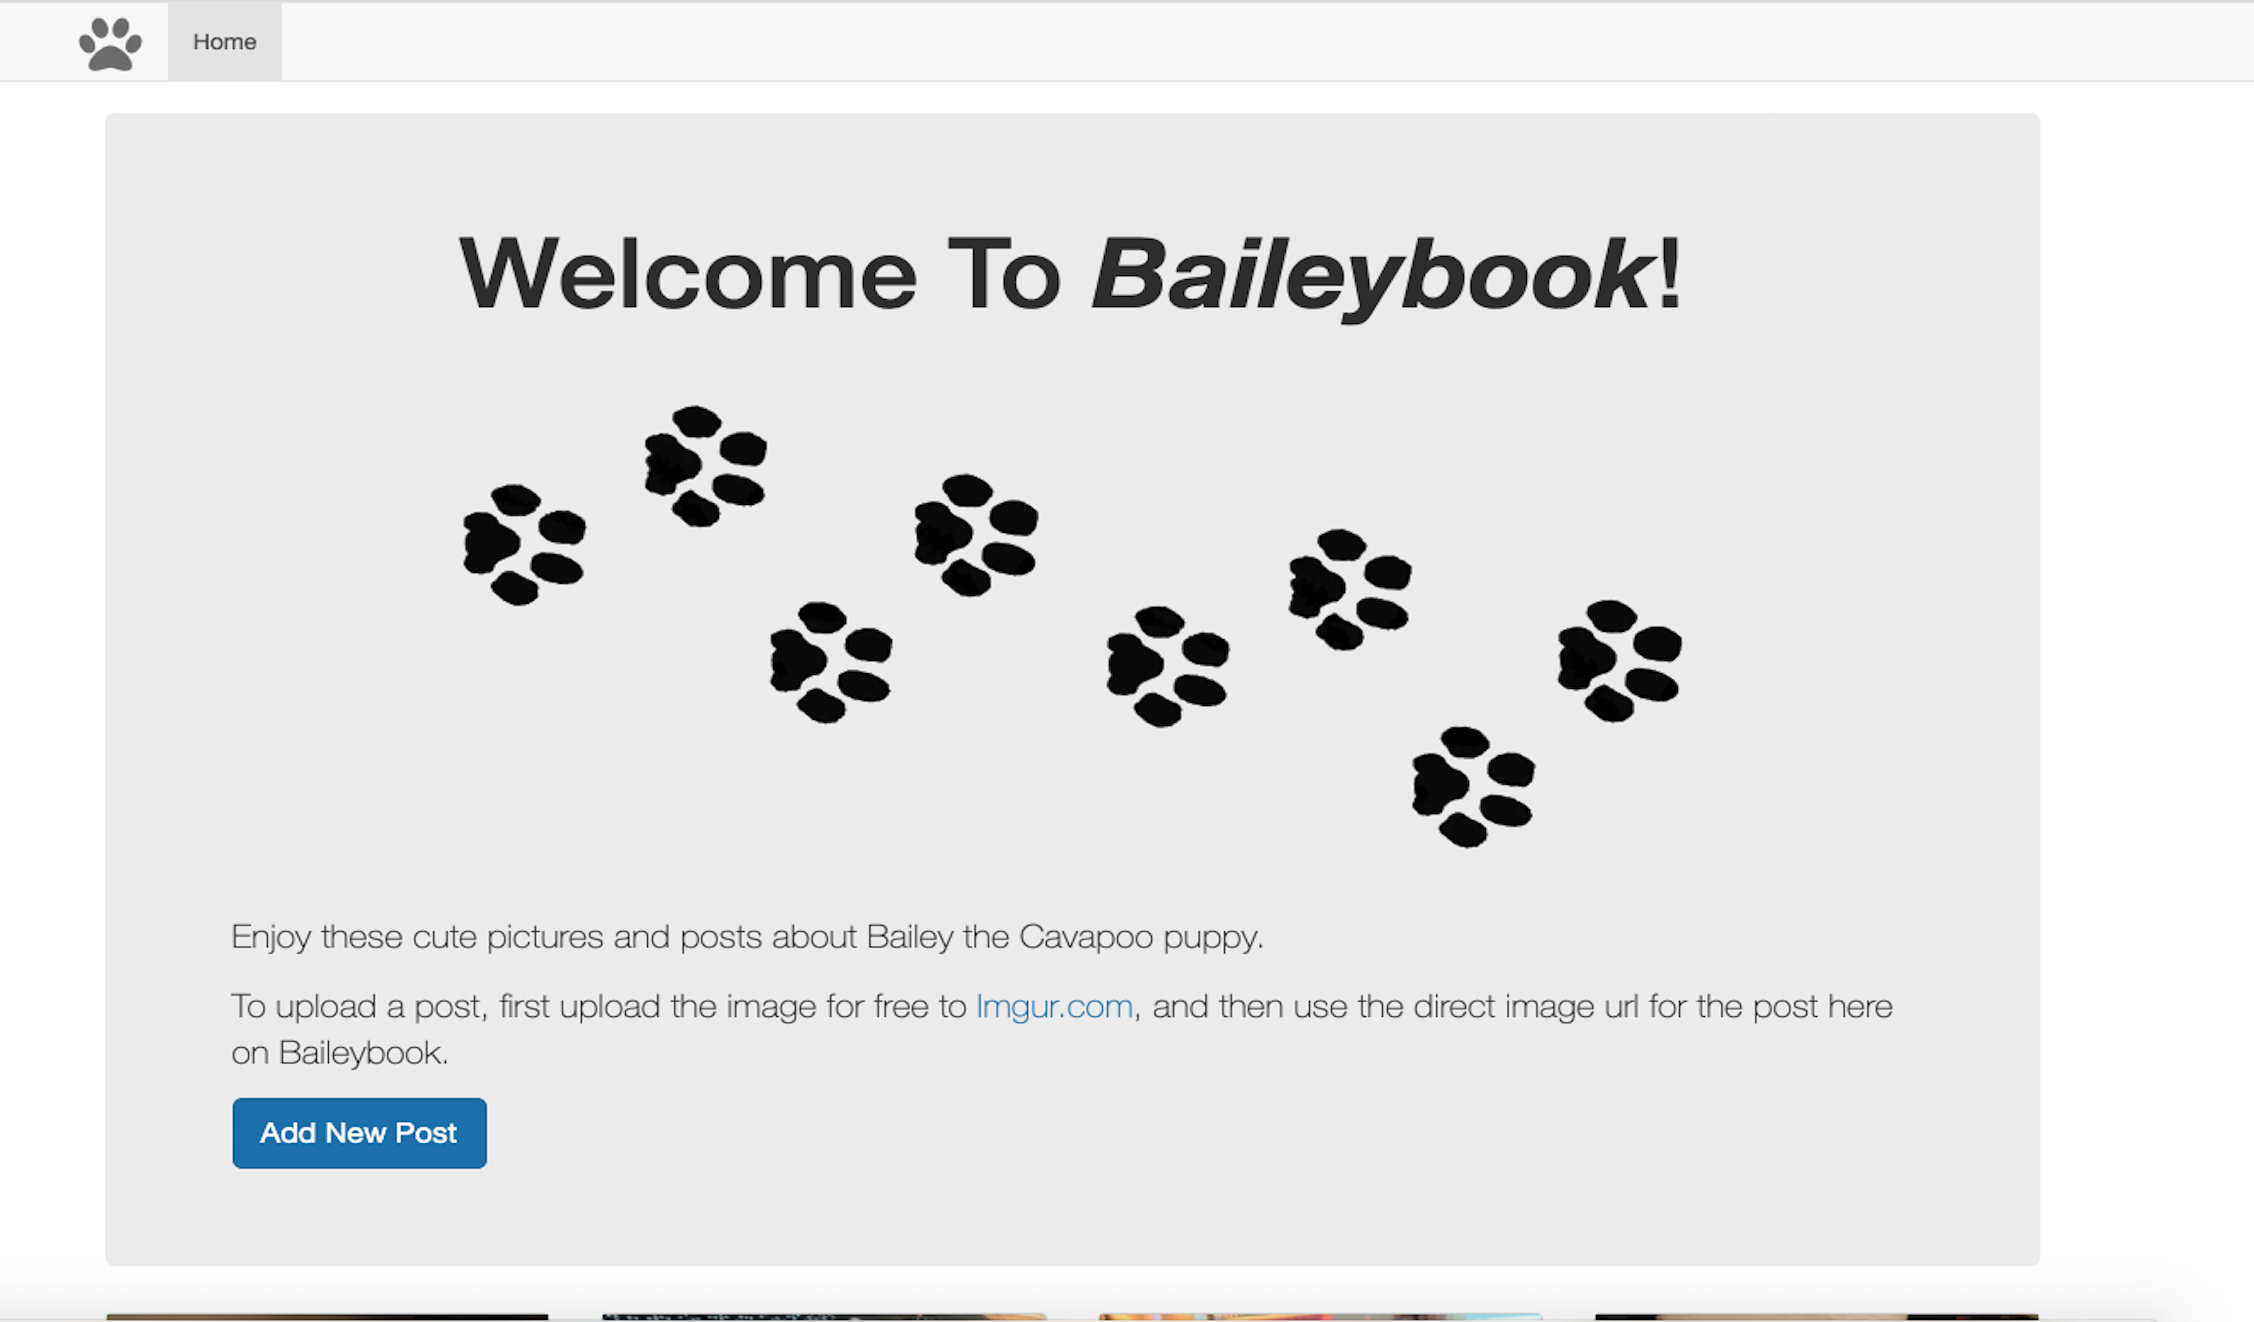 Home
Welcome To Baileybook!
Enjoy these cute pictures and posts about Bailey the Cavapoo puppy.
To upload a post, first upload the image for free to Imgur.com, and then use the direct image url for the post here
on Baileybook.
Add New Post